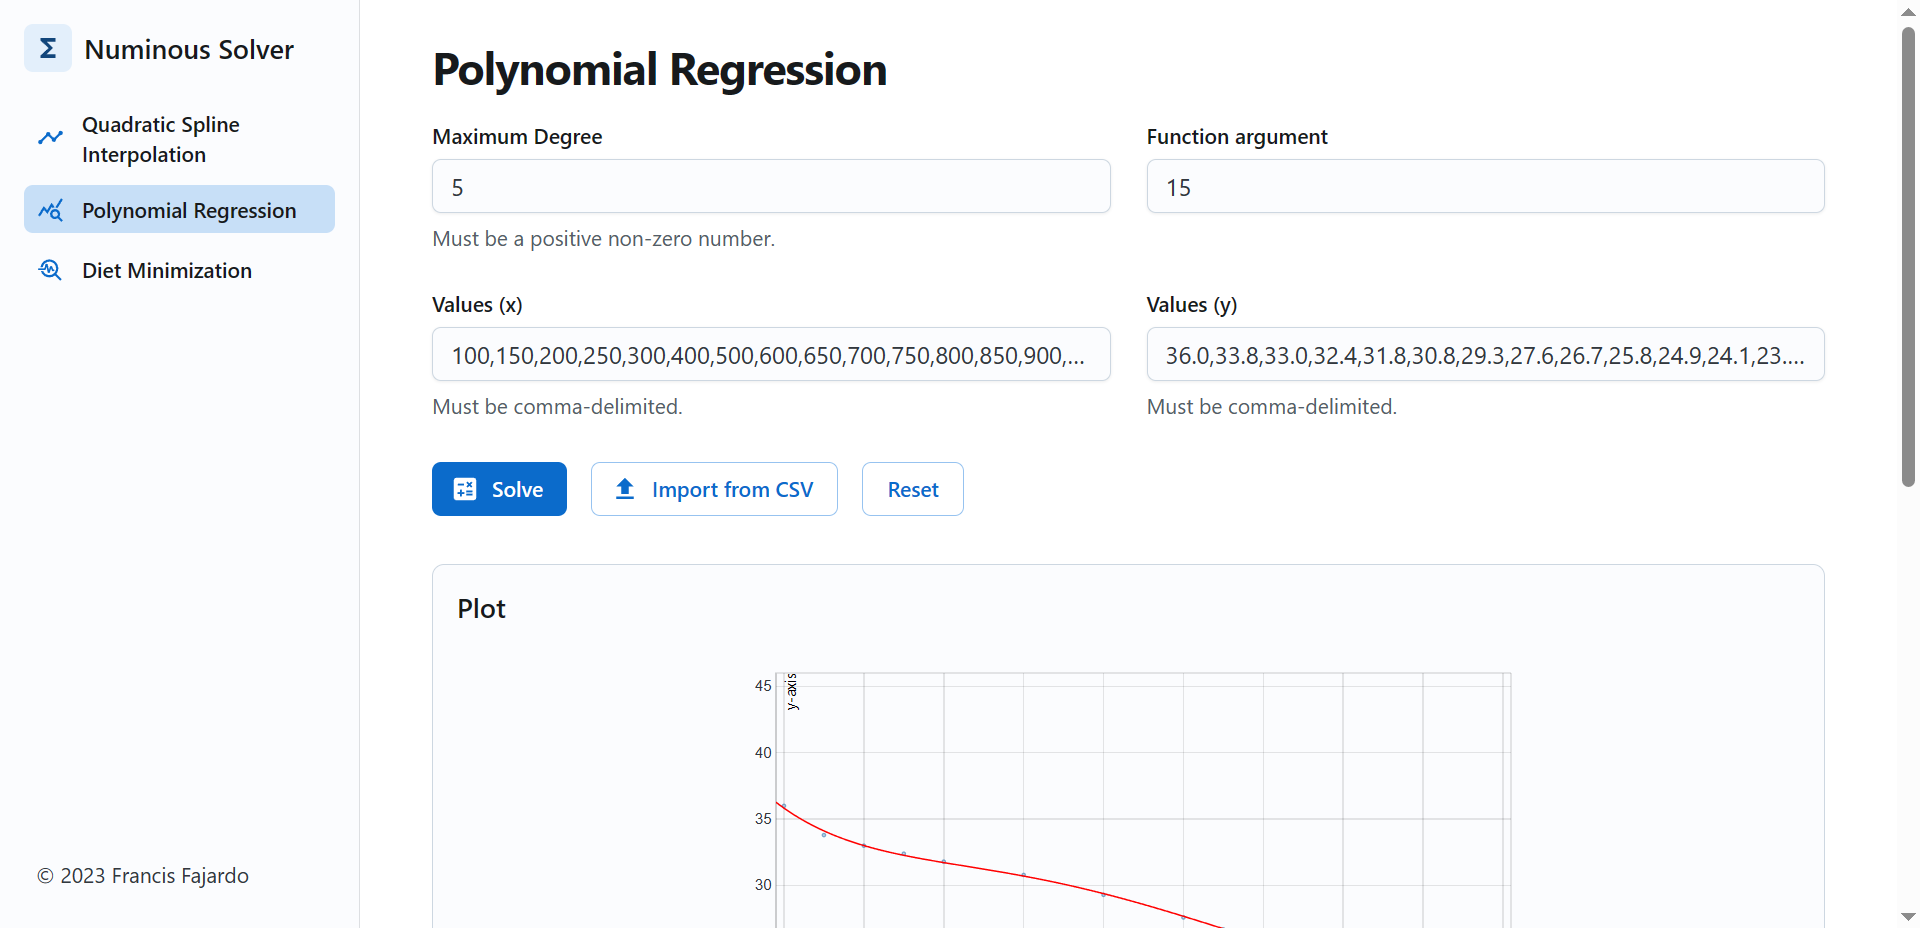 Σ Numinous Solver
Quadratic Spline
Interpolation
Polynomial Regression
Diet Minimization
© 2023 Francis Fajardo
Polynomial Regression
Maximum Degree
5
Must be a positive non-zero number.
Function argument
15
Values (x)
100,150,200,250,300,400,500,600,650,700,750,800,850,900,...
Must be comma-delimited.
Values (y)
36.0,33.8,33.0,32.4,31.8,30.8,29.3,27.6,26.7,25.8,24.9,24.1,23....
Must be comma-delimited.
Solve
Import from CSV
Reset
Plot
y-axis
45
40
35
30